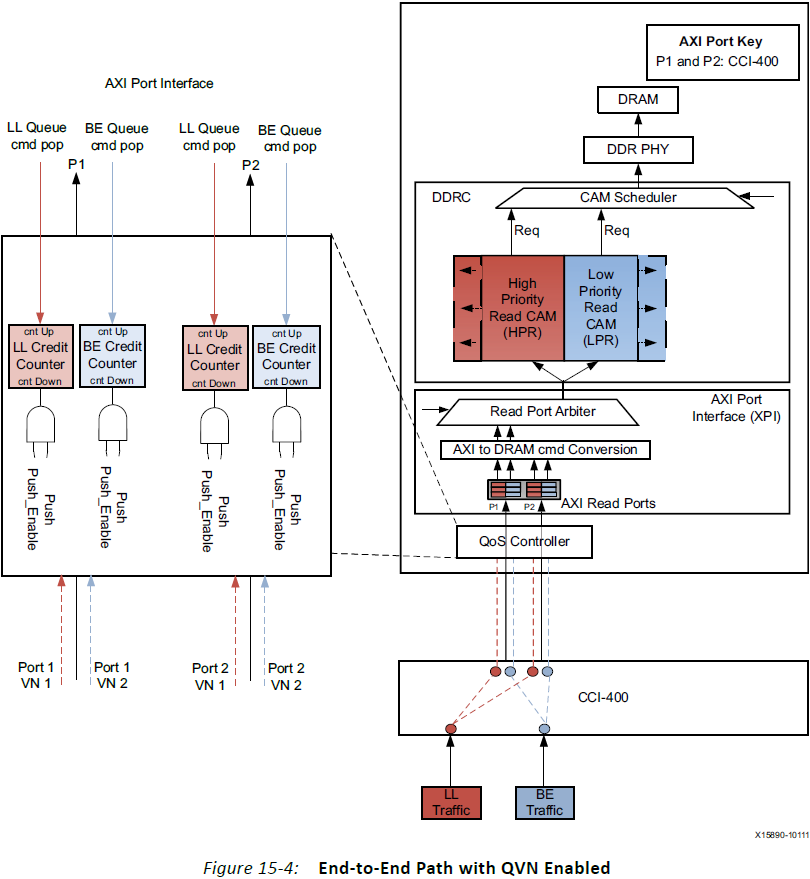 AXI Port Interface
LL Queue
cmd pop
BE Queue
cmd pop
LL Queue
cmd pop
BE Queue
cmd pop
P1
P2
cnt Up
LL Credit
Counter
cnt Down
cnt Up
BE Credit
Counter
cnt Down
cnt Up
LL Credit
Counter
cnt Down
cnt Up
BE Credit
Counter
cnt Down
Push
Push_Enable
Push
Push_Enable
Push
Push_Enable
Push
Push_Enable
Port 1
VN 1
Port 1
VN 2
Port 2
VN 1
Port 2
VN 2
AXI Port Key
P1 and P2: CCI-400
DRAM
DDR PHY
DDRC
CAM Scheduler
Req
Req
High
Priority
Read CAM
(HPR)
Low
Priority
Read
CAM
(LPR)
AXI Port
Interface (XPI)
Read Port Arbiter
AXI to DRAM cmd Conversion
P1
P2
AXI Read Ports
QoS Controller
CCI-400
LL
Traffic
BE
Traffic
X15890-10111
Figure 15-4: End-to-End Path with QVN Enabled